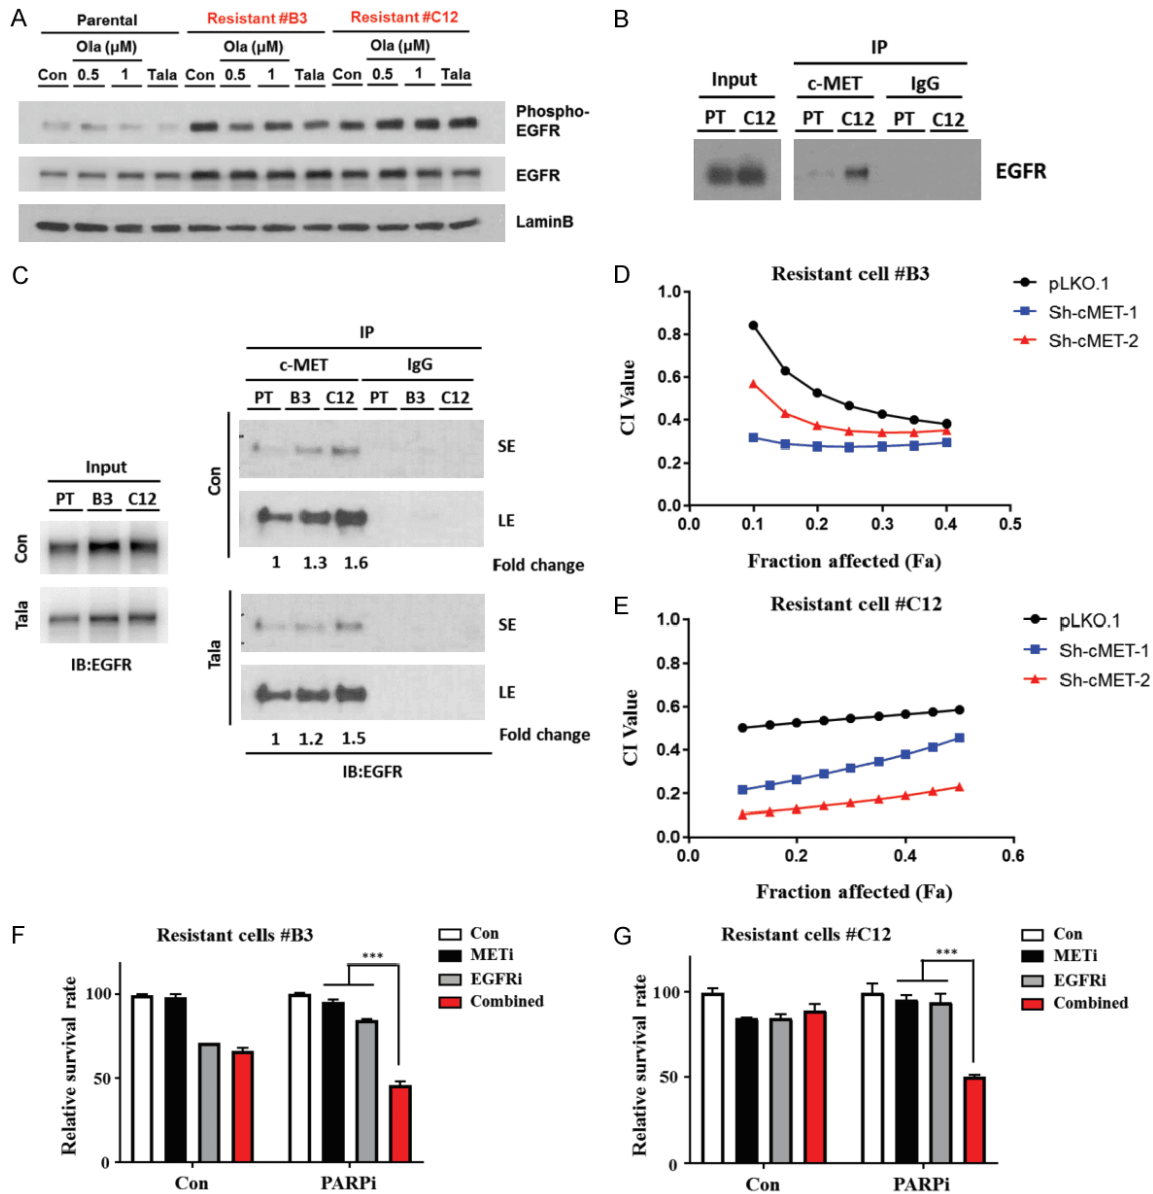 A
Parental Resistant #B3 Resistant #C12
Ola (μM) Ola (μM) Ola (μM)
Con 0.5 1 Tala Con 0.5 1 Tala Con 0.5 1 Tala
Phospho-
EGFR
EGFR
LaminB
B
IP
Input c-MET IgG
PT C12 PT C12 PT C12
EGFR
C
IP
c-MET IgG
PT B3 C12 PT B3 C12
Input
PT B3 C12
Con
Tala
IB:EGFR
Con
SE
LE
1 1.3 1.6 Fold change
Tala
SE
LE
1 1.2 1.5 Fold change
IB:EGFR
D
Resistant cell #B3
pLKO.1
Sh-cMET-1
Sh-cMET-2
CI Value
1.0
0.8
0.6
0.4
0.2
0.0
0.0 0.1 0.2 0.3 0.4 0.5
Fraction affected (Fa)
E
Resistant cell #C12
pLKO.1
Sh-cMET-1
Sh-cMET-2
CI Value
1.0
0.8
0.6
0.4
0.2
0.0
0.0 0.2 0.4 0.6
Fraction affected (Fa)
F
Resistant cells #B3
Con
METi
EGFRi
Combined
***
Relative survival rate
100
50
0
Con PARPi
G
Resistant cells #C12
Con
METi
EGFRi
Combined
***
Relative survival rate
100
50
0
Con PARPi